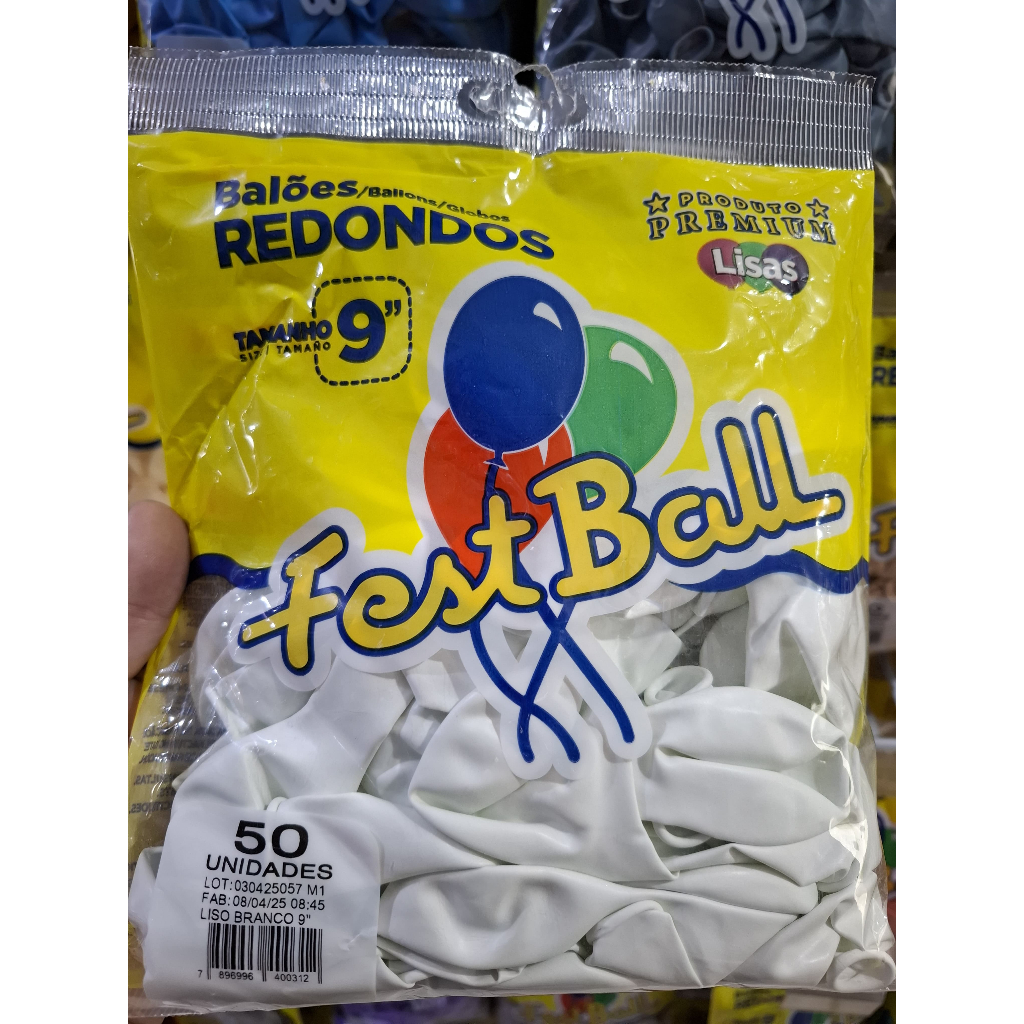 Balões/Ballons/Globos
REDONDOS
PRODUTO
PREMIUM
Lisas
TAMANHO
SIZE / TAMAÑO
9”
Fest Ball
50
UNIDADES
LOT:030425057 M1
FAB:08/04/25 08:45
LISO BRANCO 9"
7 896996 400312